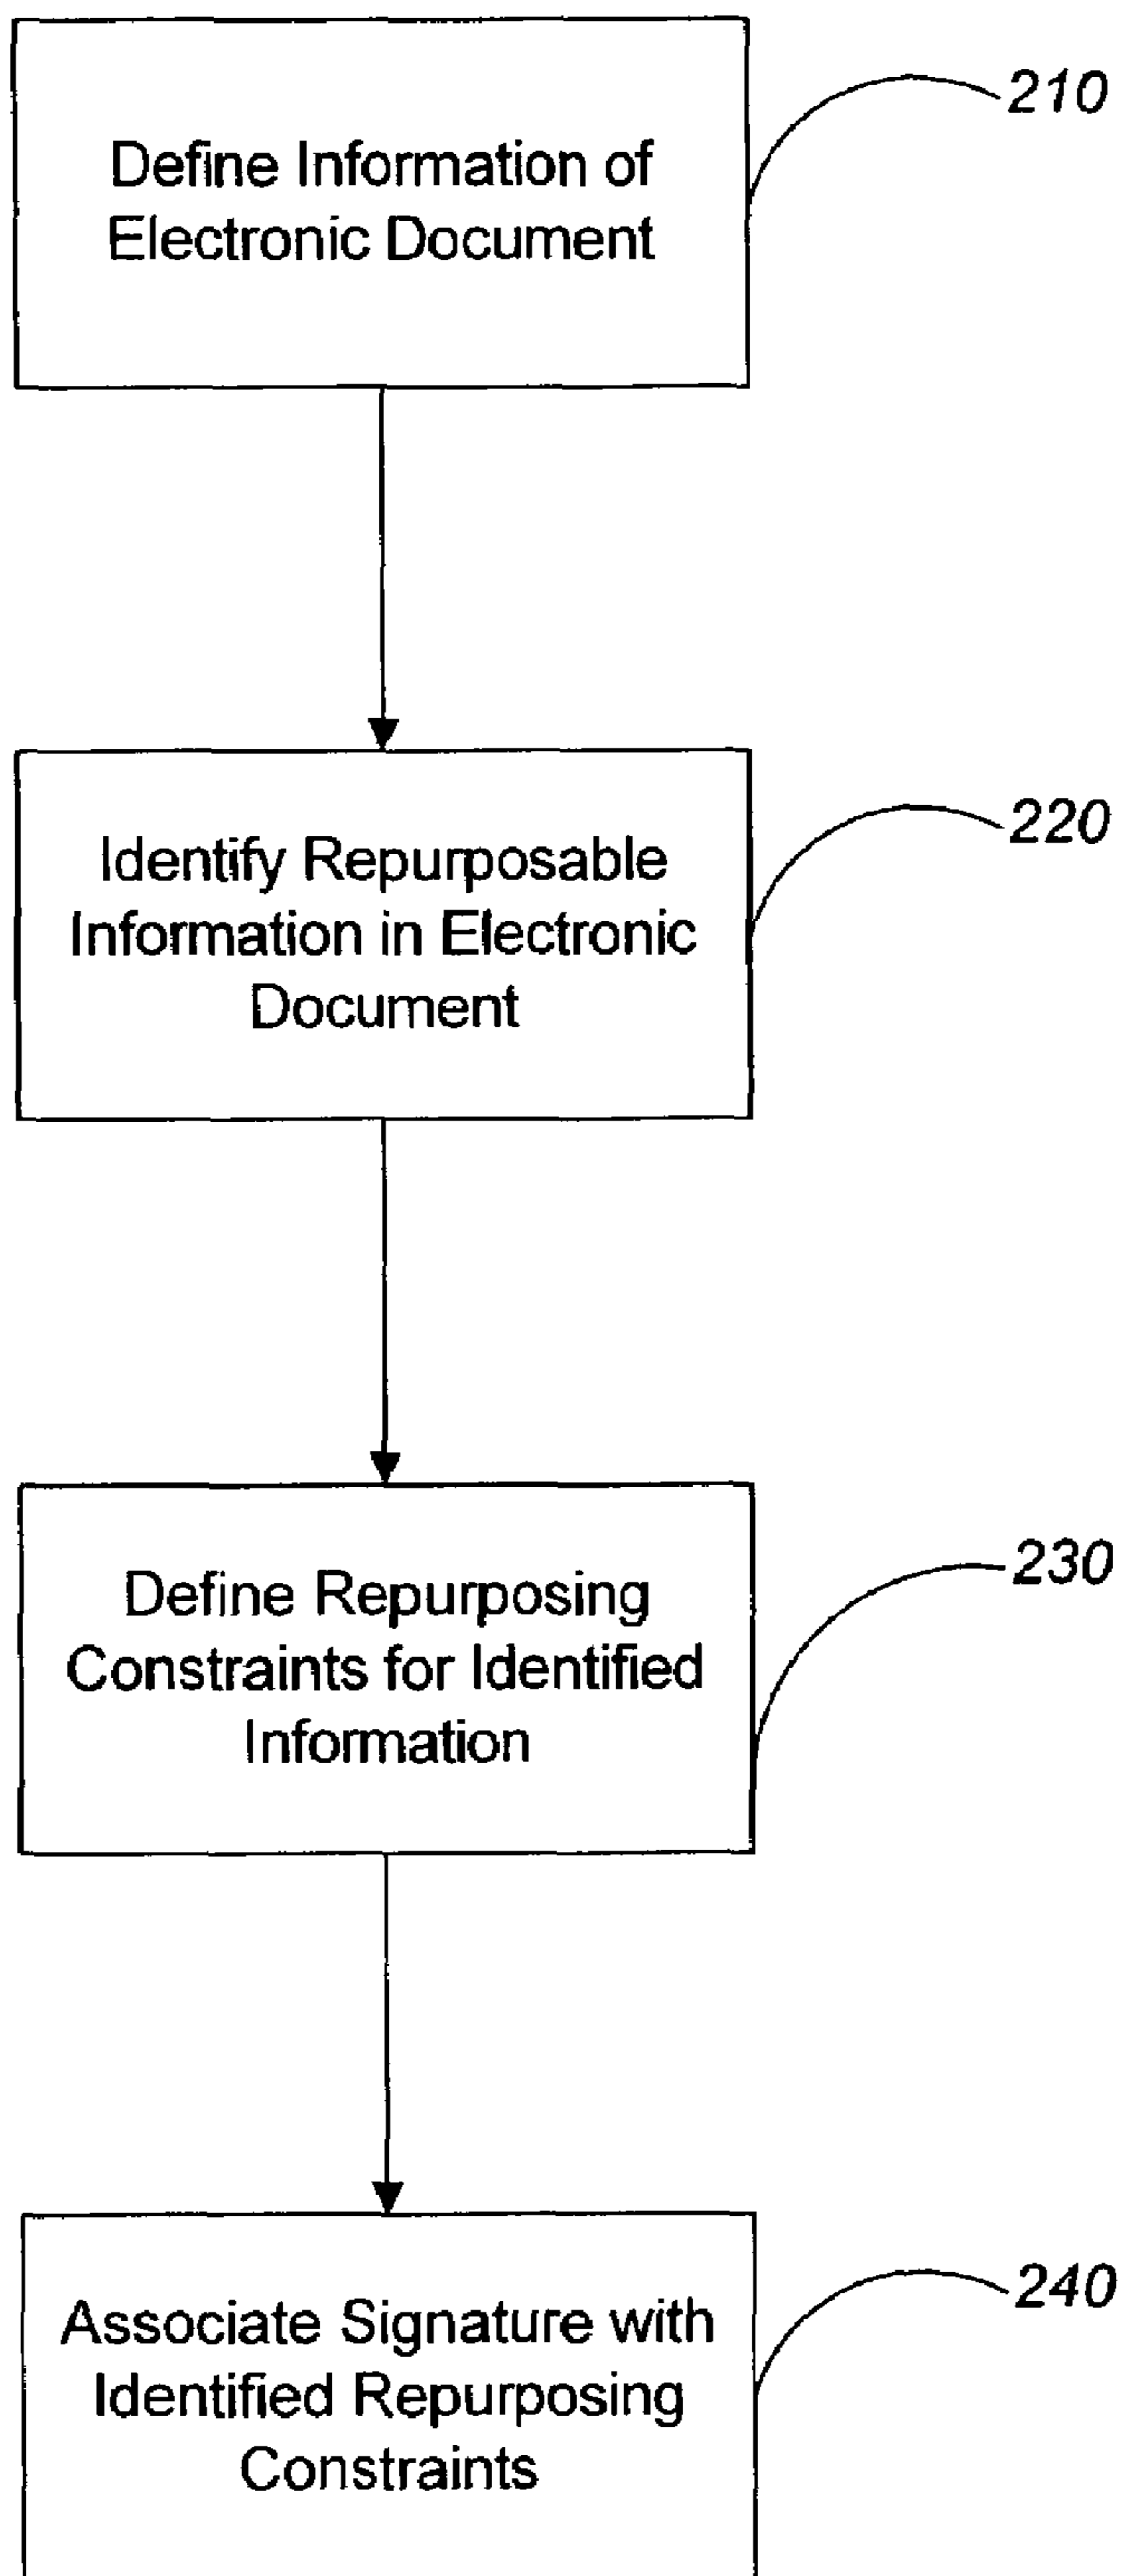 Define Information of
Electronic Document
210
Identify Repurposable
Information in Electronic
Document
220
Define Repurposing
Constraints for Identified
Information
230
Associate Signature with
Identified Repurposing
Constraints
240